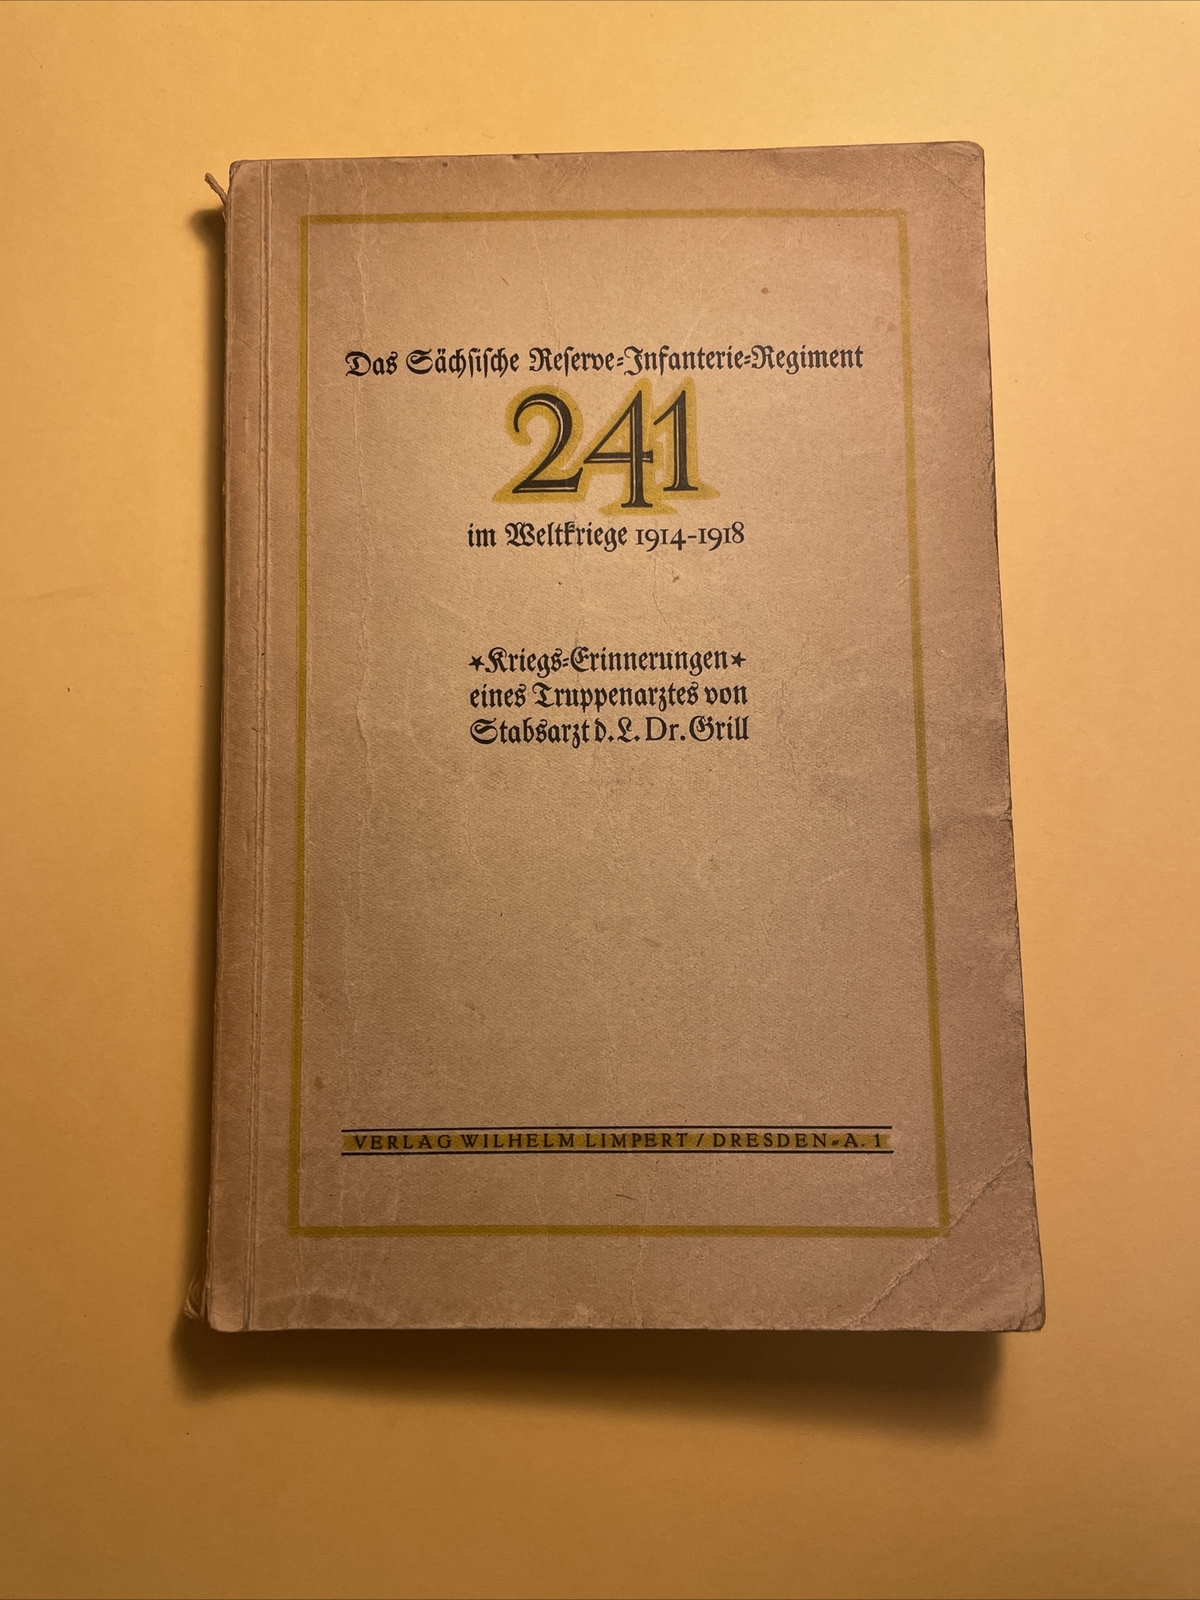 Das Sächsische Reserve-Infanterie-Regiment
241
im Weltkriege 1914-1918
★Kriegs-Erinnerungen★
eines Truppenarztes von
Stabsarzt d. L. Dr. Grill
VERLAG WILHELM LIMPERT / DRESDEN-A. 1